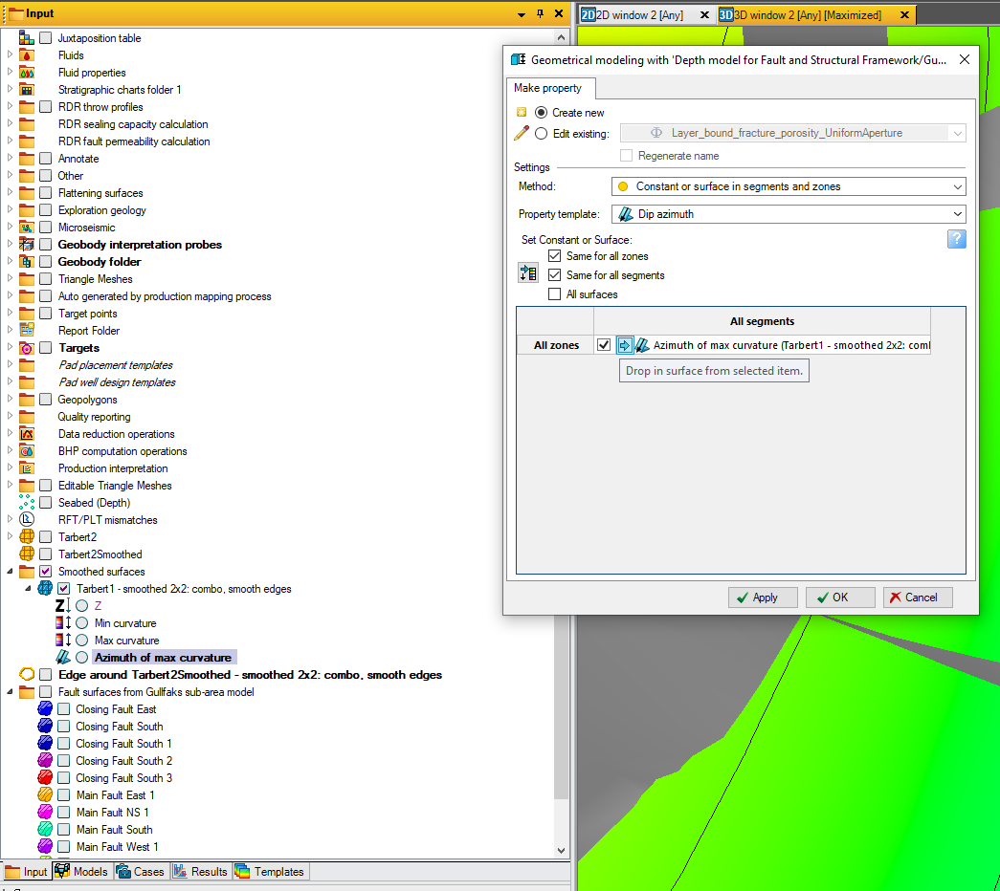 Input
Juxtaposition table
Fluids
Fluid properties
Stratigraphic charts folder 1
RDR throw profiles
RDR sealing capacity calculation
RDR fault permeability calculation
Annotate
Other
Flattening surfaces
Exploration geology
Microseismic
Geobody interpretation probes
Geobody folder
Triangle Meshes
Auto generated by production mapping process
Target points
Report Folder
Targets
Pad placement templates
Pad well design templates
Geopolygons
Quality reporting
Data reduction operations
BHP computation operations
Production interpretation
Editable Triangle Meshes
Seabed (Depth)
RFT/PLT mismatches
Tarbert2
Tarbert2Smoothed
Smoothed surfaces
Tarbert1 - smoothed 2x2: combo, smooth edges
Z Z
Min curvature
Max curvature
Azimuth of max curvature
Edge around Tarbert2Smoothed - smoothed 2x2: combo, smooth edges
Fault surfaces from Gullfaks sub-area model
Closing Fault East
Closing Fault South
Closing Fault South 1
Closing Fault South 2
Closing Fault South 3
Main Fault East 1
Main Fault NS 1
Main Fault South
Main Fault West 1
Input Models Cases Results Templates
2D 2D window 2 [Any] 3D 3D window 2 [Any] [Maximized]
Geometrical modeling with 'Depth model for Fault and Structural Framework/Gu...
Make property
Create new
Edit existing: Layer_bound_fracture_porosity_UniformAperture
Regenerate name
Settings
Method: Constant or surface in segments and zones
Property template: Dip azimuth
Set Constant or Surface: ?
Same for all zones
Same for all segments
All surfaces
All segments
All zones Azimuth of max curvature (Tarbert1 - smoothed 2x2: coml
Drop in surface from selected item.
Apply OK Cancel